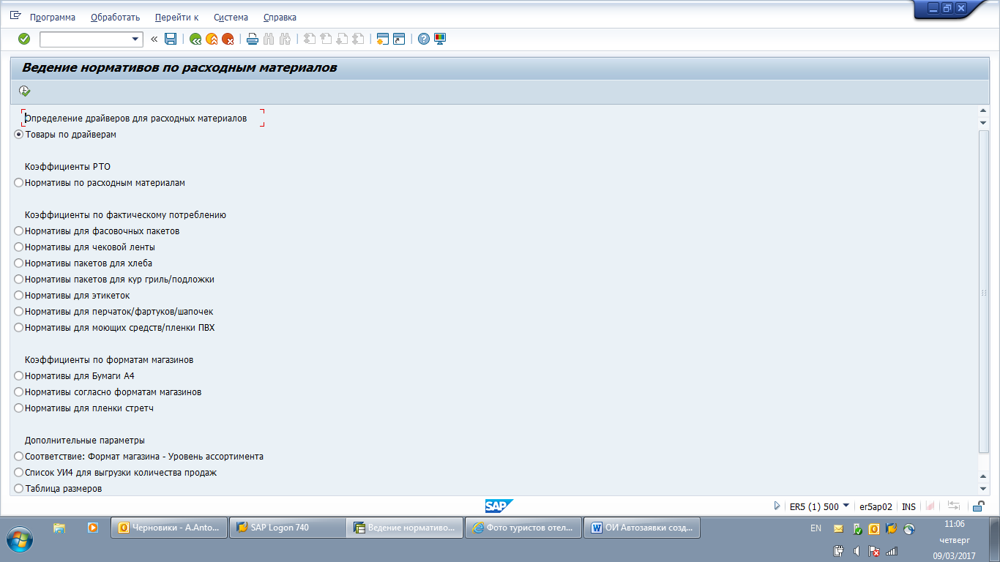 Программа Обработать Перейти к Система Справка
Ведение нормативов по расходным материалов
Определение драйверов для расходных материалов
Товары по драйверам
Коэффициенты РТО
Нормативы по расходным материалам
Коэффициенты по фактическому потреблению
Нормативы для фасовочных пакетов
Нормативы для чековой ленты
Нормативы пакетов для хлеба
Нормативы пакетов для кур гриль/подложки
Нормативы для этикеток
Нормативы для перчаток/фартуков/шапочек
Нормативы для моющих средств/пленки ПВХ
Коэффициенты по форматам магазинов
Нормативы для Бумаги А4
Нормативы согласно форматам магазинов
Нормативы для пленки стретч
Дополнительные параметры
Соответствие: Формат магазина - Уровень ассортимента
Список УИ4 для выгрузки количества продаж
Таблица размеров
SAP ER5 (1) 500 er5ap02 INS
Черновики - A.Anto... SAP Logon 740 Ведение нормативо... Фото туристов отел... ОИ Автозаявки созд... EN 11:06
четверг
09/03/2017